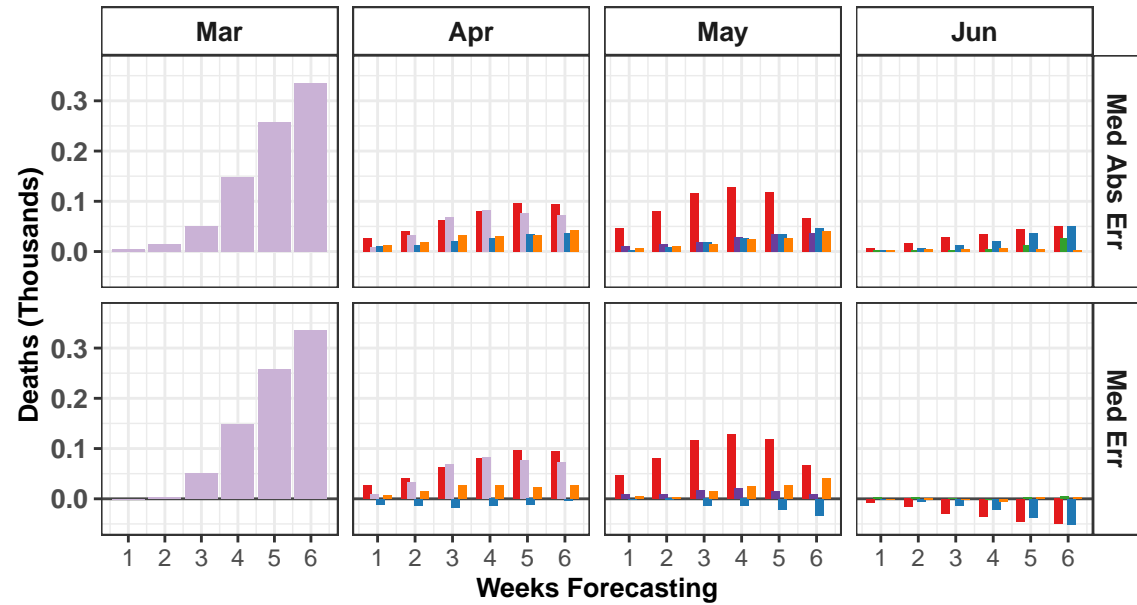 Mar Apr May Jun
Deaths (Thousands)
0.3
0.2
0.1
0.0
Med Abs Err
0.3
0.2
0.1
0.0
Med Err
1 2 3 4 5 6 1 2 3 4 5 6 1 2 3 4 5 6 1 2 3 4 5 6
Weeks Forecasting